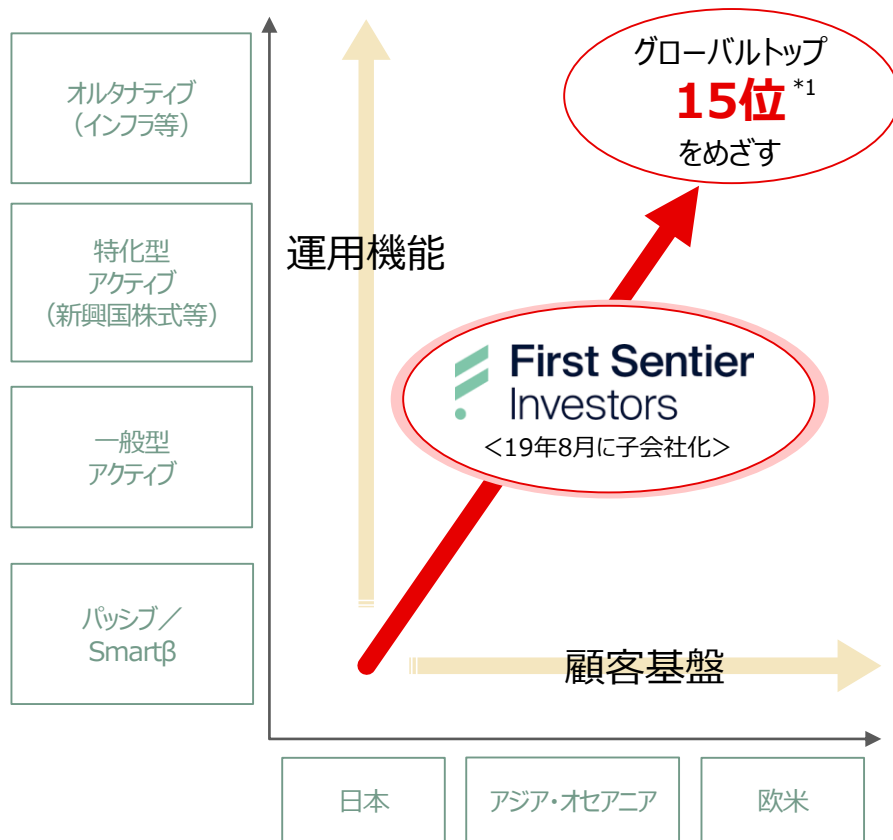 グローバルトップ
15位 *1
をめざす
オルタナティブ
（インフラ等）
特化型
アクティブ
（新興国株式等）
一般型
アクティブ
パッシブ／
Smartβ
運用機能
First Sentier
Investors
＜19年8月に子会社化＞
顧客基盤
日本
アジア・オセアニア
欧米